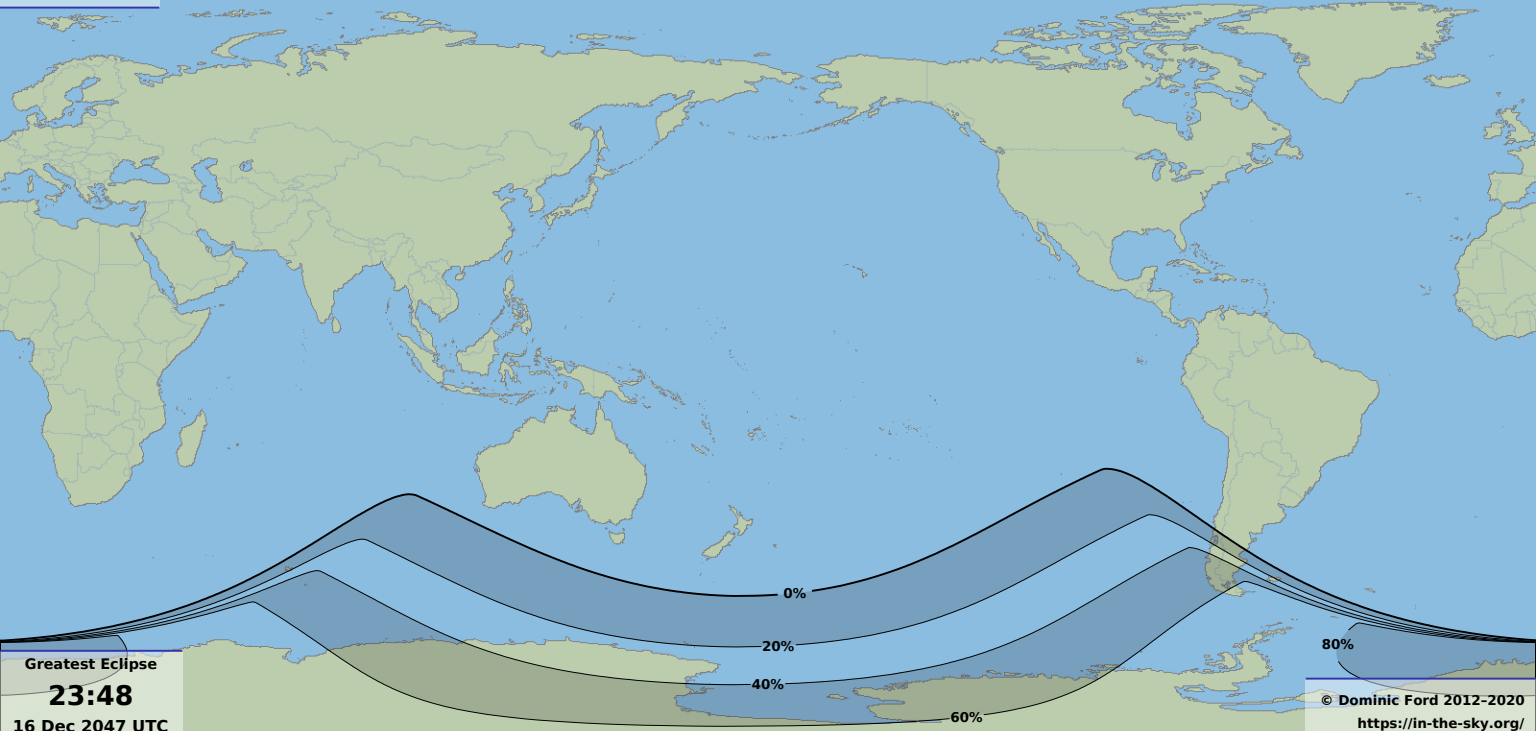 0%
20%
80%
40%
60%
Greatest Eclipse
23:48
16 Dec 2047 UTC
© Dominic Ford 2012–2020
https://in-the-sky.org/